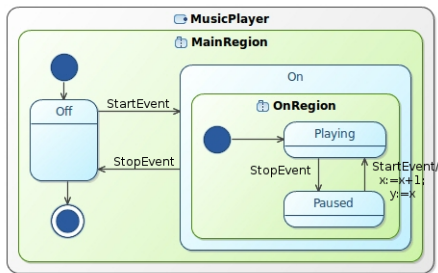 MusicPlayer
MainRegion
On
Off
StartEvent
OnRegion
Playing
StopEvent
StopEvent
StartEvent/
x:=x+1;
y:=x
Paused